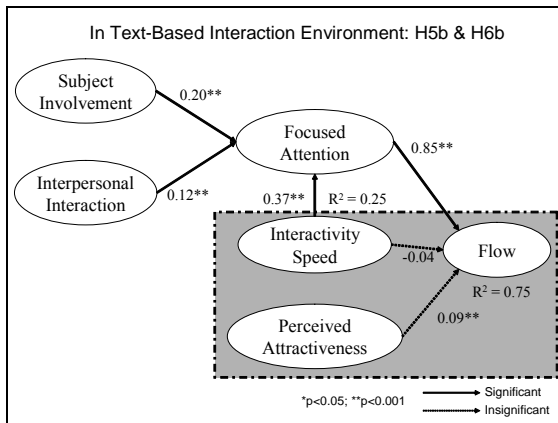 In Text-Based Interaction Environment: H5b & H6b
Subject
Involvement
0.20**
Focused
Attention
0.85**
Interpersonal
Interaction
0.12**
0.37**
R² = 0.25
Interactivity
Speed
-0.04
Flow
R² = 0.75
Perceived
Attractiveness
0.09**
*p<0.05; **p<0.001
Significant
Insignificant